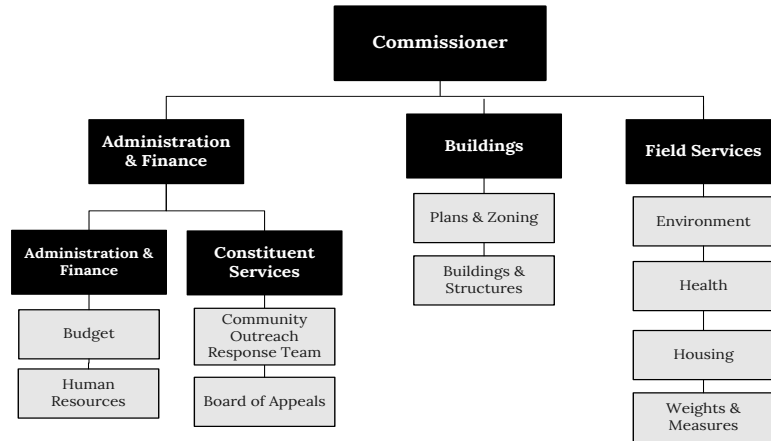 Commissioner
Administration
& Finance
Buildings
Field Services
Administration &
Finance
Budget
Human
Resources
Constituent
Services
Community
Outreach
Response Team
Board of Appeals
Plans & Zoning
Buildings &
Structures
Environment
Health
Housing
Weights &
Measures